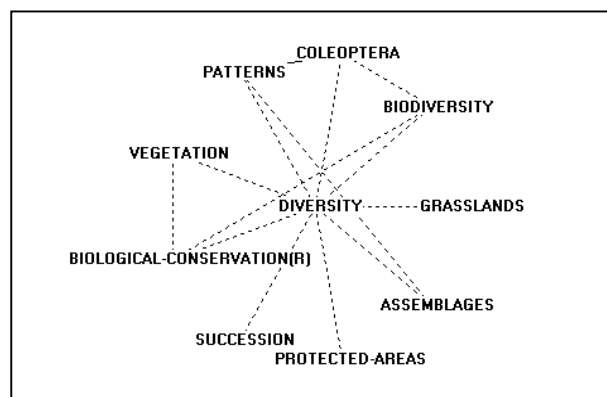 COLEOPTERA
PATTERNS
BIODIVERSITY
VEGETATION
DIVERSITY
GRASSLANDS
BIOLOGICAL-CONSERVATION(R)
ASSEMBLAGES
SUCCESSION
PROTECTED-AREAS